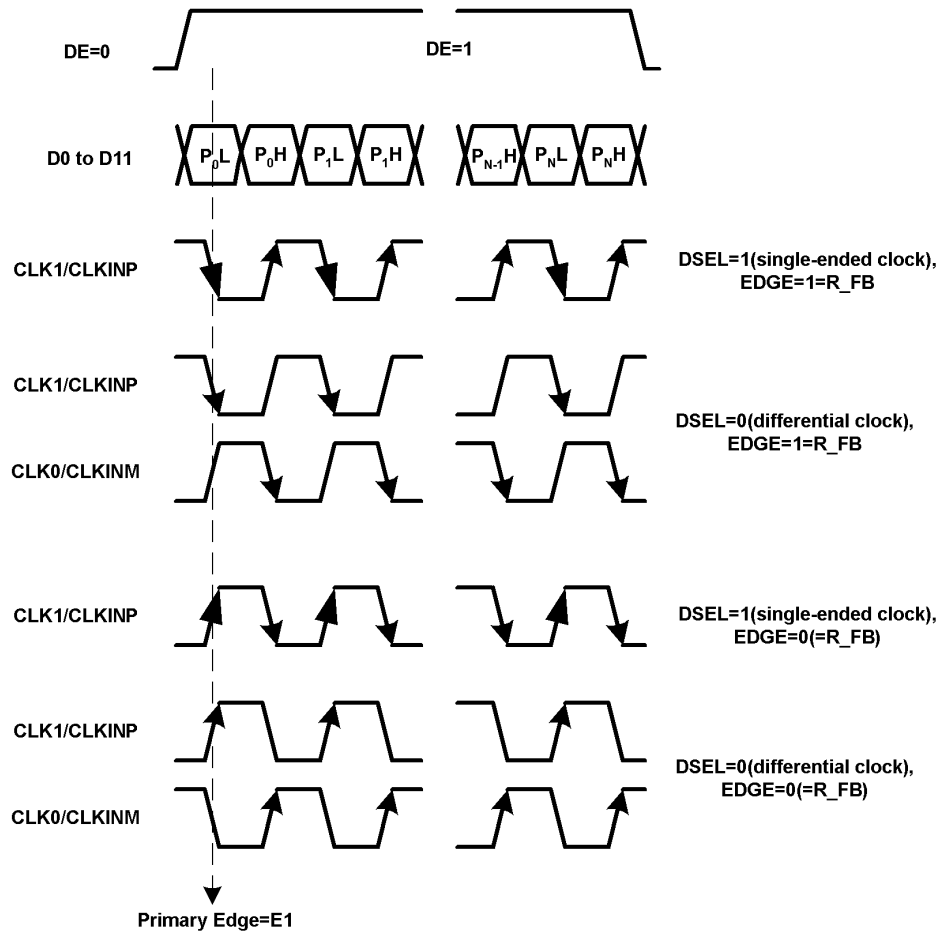 DE=0
DE=1
D0 to D11
P0L
P0H
P1L
P1H
PN-1H
PNL
PNH
CLK1/CLKINP
DSEL=1(single-ended clock),
EDGE=1=R_FB
CLK1/CLKINP
DSEL=0(differential clock),
EDGE=1=R_FB
CLK0/CLKINM
CLK1/CLKINP
DSEL=1(single-ended clock),
EDGE=0(=R_FB)
CLK1/CLKINP
DSEL=0(differential clock),
EDGE=0(=R_FB)
CLK0/CLKINM
Primary Edge=E1